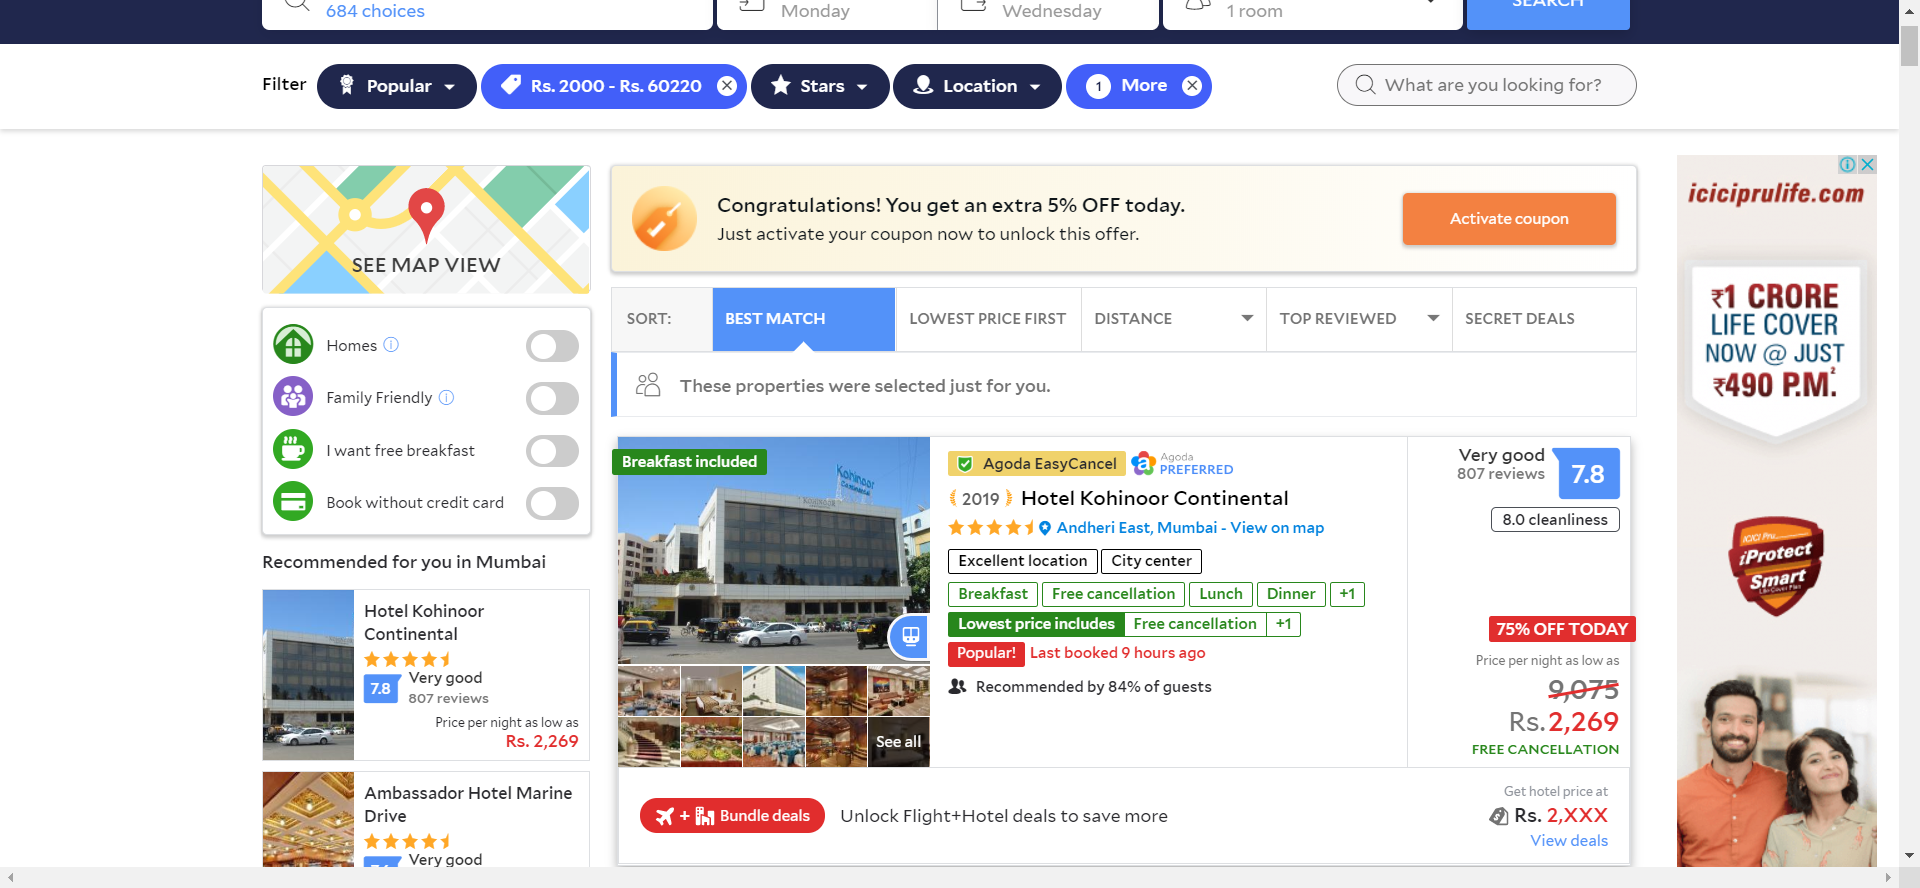 684 choices
Monday
Wednesday
1 room
SEARCH
Filter
Popular
Rs. 2000 - Rs. 60220
Stars
Location
1 More
What are you looking for?
SEE MAP VIEW
Homes
Family Friendly
I want free breakfast
Book without credit card
Recommended for you in Mumbai
Hotel Kohinoor
Continental
7.8
Very good
807 reviews
Price per night as low as
Rs. 2,269
Ambassador Hotel Marine
Drive
Very good
Congratulations! You get an extra 5% OFF today.
Just activate your coupon now to unlock this offer.
Activate coupon
SORT:
BEST MATCH
LOWEST PRICE FIRST
DISTANCE
TOP REVIEWED
SECRET DEALS
These properties were selected just for you.
Breakfast included
Kohinoor
Continental
See all
Agoda EasyCancel
Agoda
PREFERRED
2019 Hotel Kohinoor Continental
Andheri East, Mumbai - View on map
Excellent location
City center
Breakfast
Free cancellation
Lunch
Dinner
+1
Lowest price includes
Free cancellation
+1
Popular! Last booked 9 hours ago
Recommended by 84% of guests
Very good
807 reviews
7.8
8.0 cleanliness
75% OFF TODAY
Price per night as low as
9,075
Rs. 2,269
FREE CANCELLATION
+ Bundle deals
Unlock Flight+Hotel deals to save more
Get hotel price at
Rs. 2,XXX
View deals
iciciprulife.com
₹1 CRORE
LIFE COVER
NOW @ JUST
₹490 P.M.²
ICICI Pru
iProtect
Smart